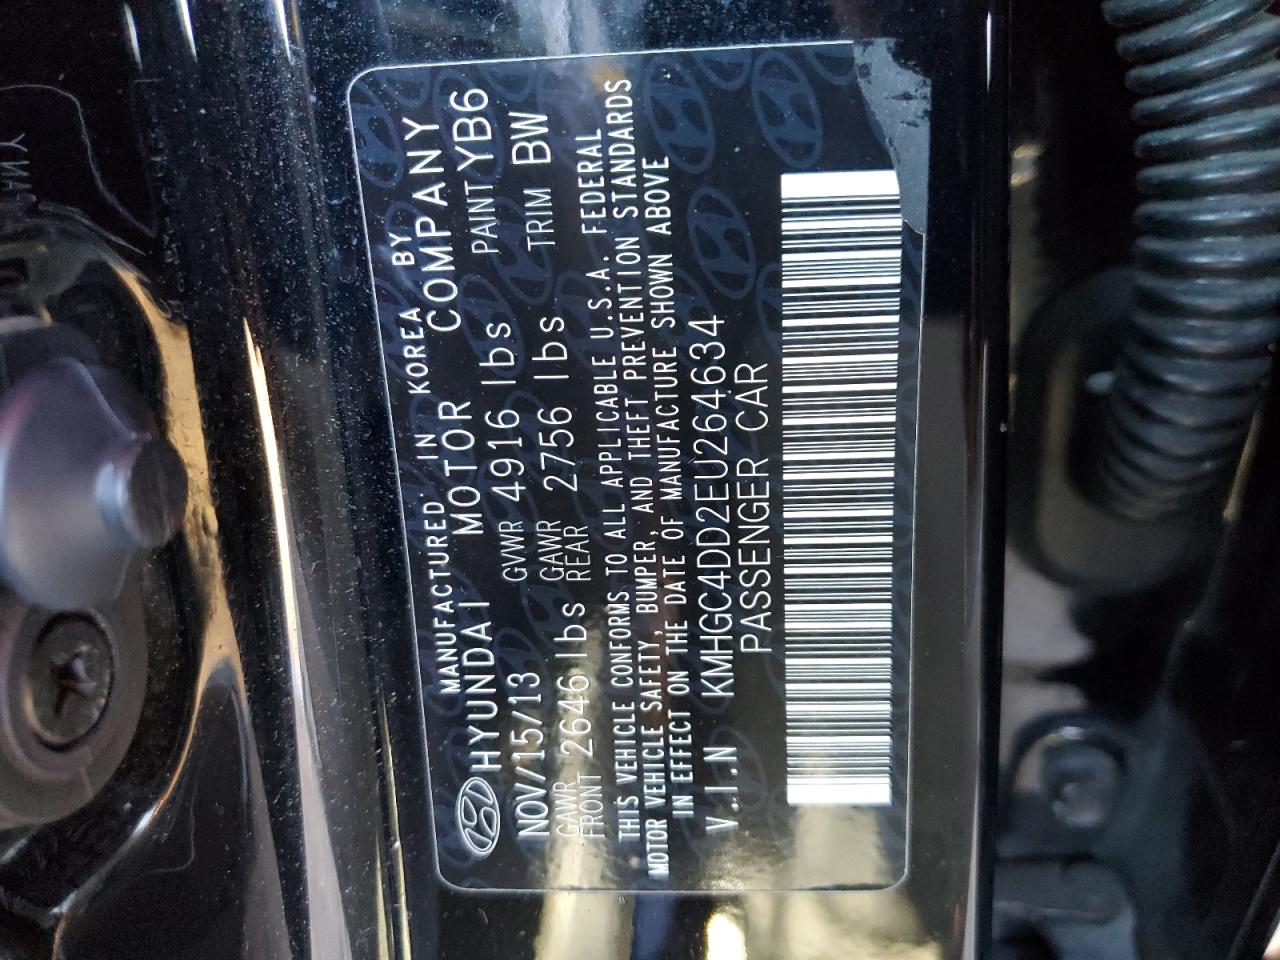 MANUFACTURED IN KOREA BY
HYUNDAI MOTOR COMPANY
NOV/15/13 GVWR 4916 lbs PAINT YB6
GAWR FRONT 2646 lbs GAWR REAR 2756 lbs TRIM BW
THIS VEHICLE CONFORMS TO ALL APPLICABLE U.S.A. FEDERAL
MOTOR VEHICLE SAFETY, BUMPER, AND THEFT PREVENTION STANDARDS
IN EFFECT ON THE DATE OF MANUFACTURE SHOWN ABOVE
V.I.N KMHGC4DD2EU264634
PASSENGER CAR